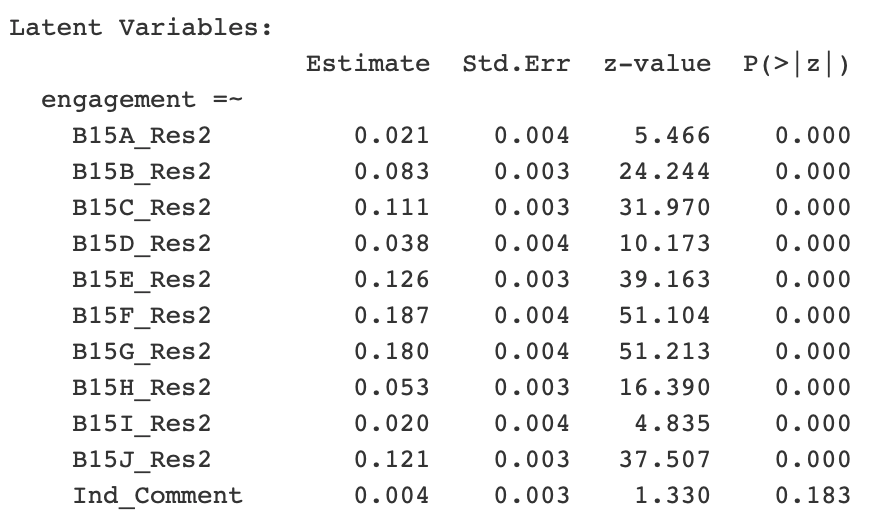 Latent Variables:
Estimate Std.Err z-value P(>|z|)
engagement =~
B15A_Res2 0.021 0.004 5.466 0.000
B15B_Res2 0.083 0.003 24.244 0.000
B15C_Res2 0.111 0.003 31.970 0.000
B15D_Res2 0.038 0.004 10.173 0.000
B15E_Res2 0.126 0.003 39.163 0.000
B15F_Res2 0.187 0.004 51.104 0.000
B15G_Res2 0.180 0.004 51.213 0.000
B15H_Res2 0.053 0.003 16.390 0.000
B15I_Res2 0.020 0.004 4.835 0.000
B15J_Res2 0.121 0.003 37.507 0.000
Ind_Comment 0.004 0.003 1.330 0.183